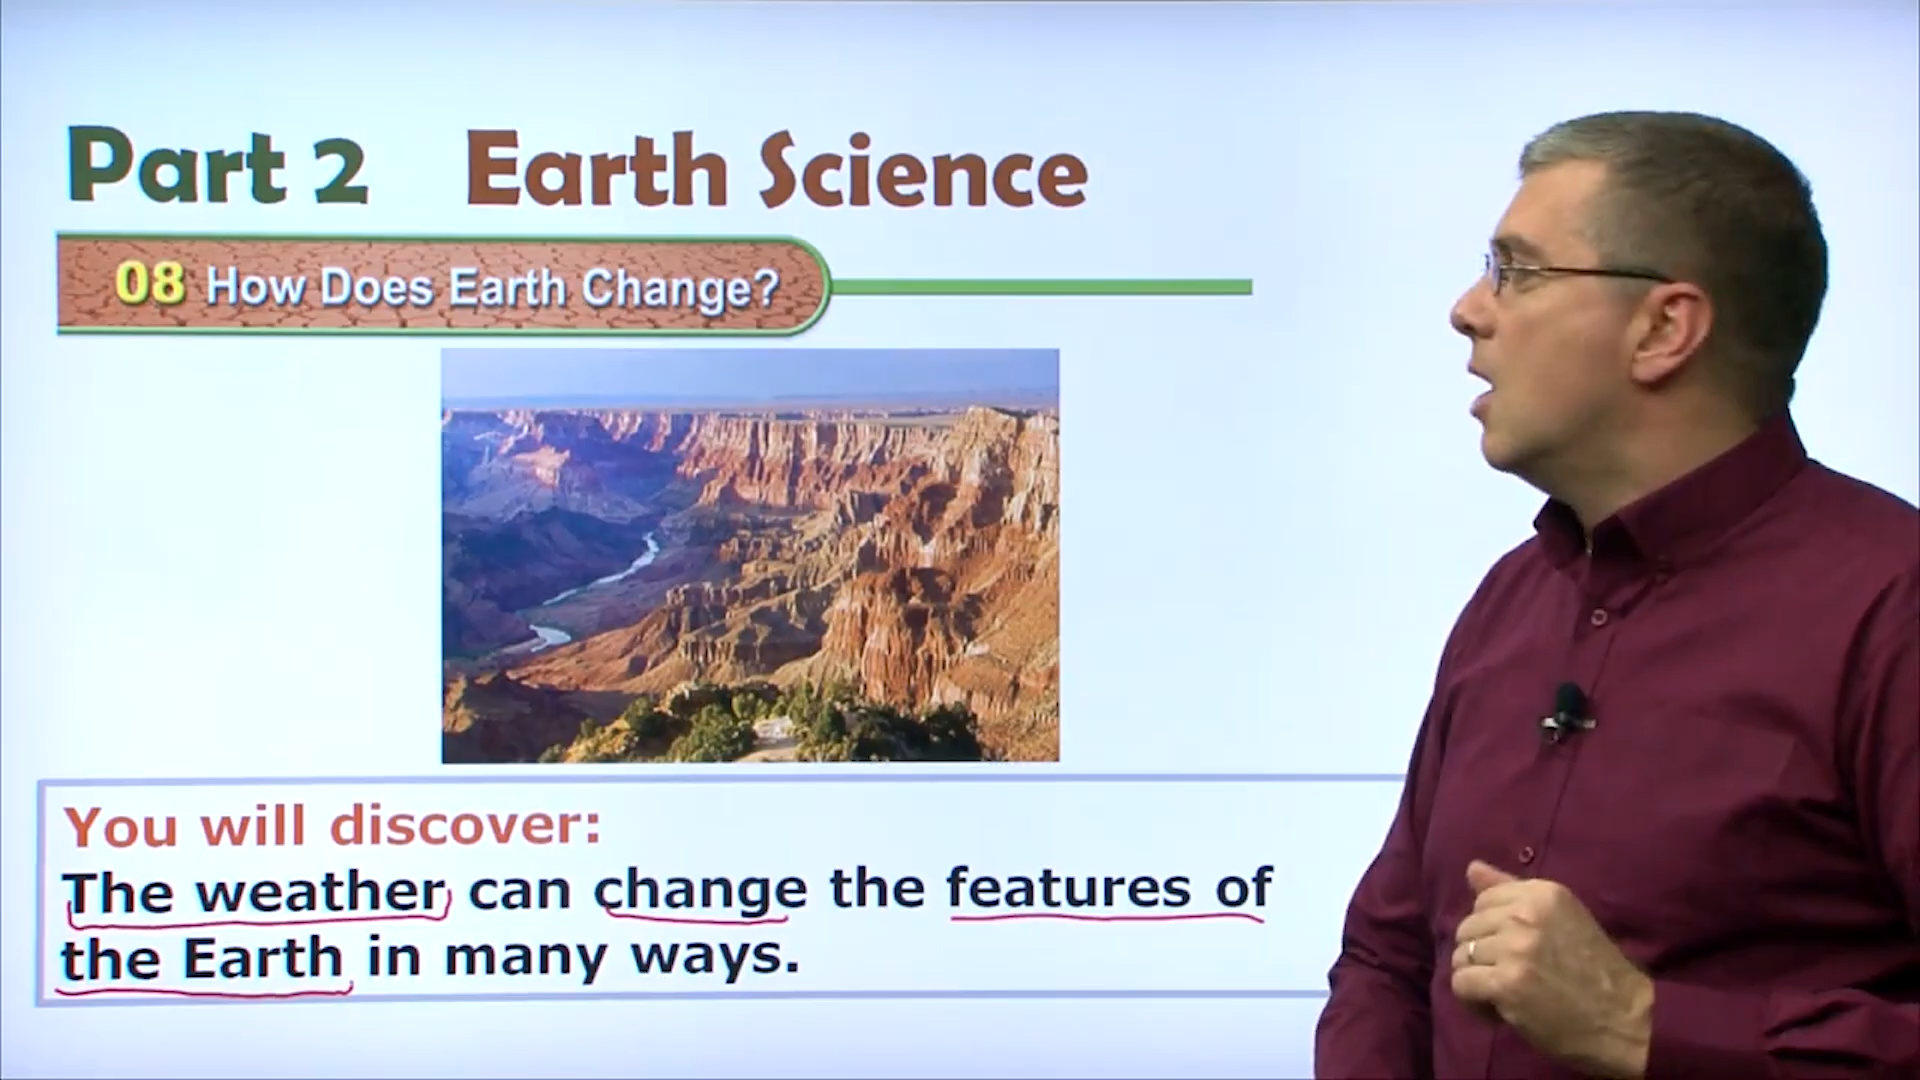 Part 2 Earth Science
08 How Does Earth Change?
You will discover:
The weather can change the features of
the Earth in many ways.